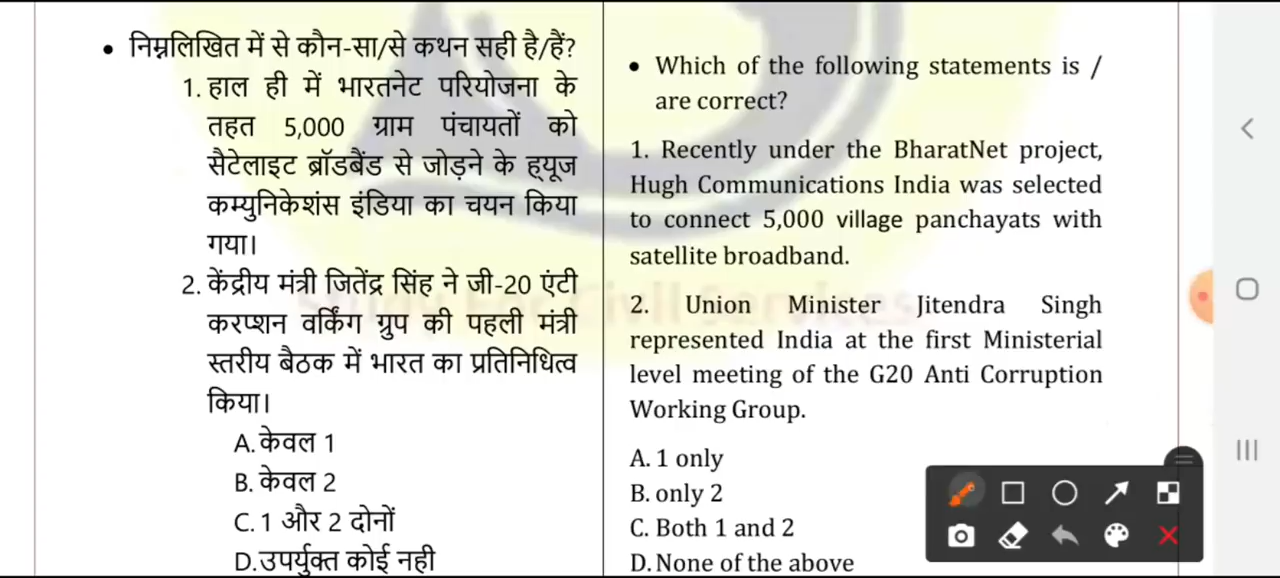 • निम्नलिखित में से कौन-सा/से कथन सही है/हैं?
1. हाल ही में भारतनेट परियोजना के
तहत 5,000 ग्राम पंचायतों को
सैटेलाइट ब्रॉडबैंड से जोड़ने के ह्यूज
कम्युनिकेशंस इंडिया का चयन किया
गया।
2. केंद्रीय मंत्री जितेंद्र सिंह ने जी-20 एंटी
करप्शन वर्किंग ग्रुप की पहली मंत्री
स्तरीय बैठक में भारत का प्रतिनिधित्व
किया।
A. केवल 1
B. केवल 2
C. 1 और 2 दोनों
D. उपर्युक्त कोई नही
• Which of the following statements is /
are correct?
1. Recently under the BharatNet project,
Hugh Communications India was selected
to connect 5,000 village panchayats with
satellite broadband.
2. Union Minister Jitendra Singh
represented India at the first Ministerial
level meeting of the G20 Anti Corruption
Working Group.
A. 1 only
B. only 2
C. Both 1 and 2
D. None of the above
Study For Civil Services